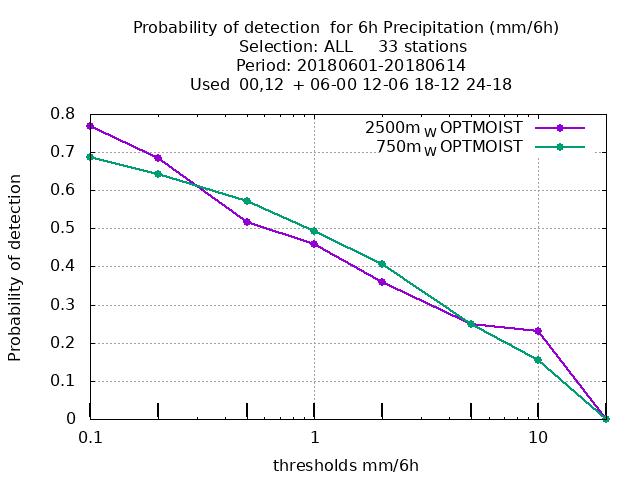 Probability of detection  for 6h Precipitation (mm/6h)
Selection: ALL     33 stations
Period: 20180601-20180614
Used  00,12  + 06-00 12-06 18-12 24-18
2500m W OPTMOIST
750m W OPTMOIST
0.8
0.7
0.6
0.5
0.4
0.3
0.2
0.1
0
Probability of detection
0.1 1 10
thresholds mm/6h